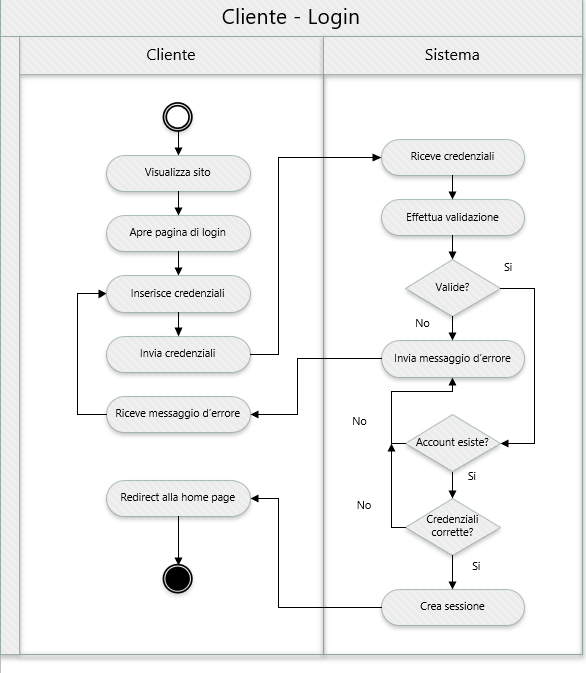 Cliente - Login
Cliente
Sistema
Visualizza sito
Apre pagina di login
Inserisce credenziali
Invia credenziali
Riceve messaggio d'errore
Redirect alla home page
Riceve credenziali
Effettua validazione
Valide?
Si
No
Invia messaggio d'errore
No
Account esiste?
Si
No
Credenziali
corrette?
Si
Crea sessione